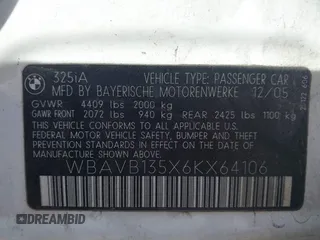 BMW
325iA VEHICLE TYPE: PASSENGER CAR
MFD BY BAYERISCHE MOTORENWERKE 12/05
GVWR 4409 lbs 2000 kg
GAWR FRONT 2072 lbs 940 kg REAR 2425 lbs 1100 kg
THIS VEHICLE CONFORMS TO ALL APPLICABLE U.S.
FEDERAL MOTOR VEHICLE SAFETY, BUMPER, AND
THEFT PREVENTION STANDARDS IN EFFECT ON THE
DATE OF MANUFACTURE SHOWN ABOVE.
WBAVB135X6KX64106
DREAMBID